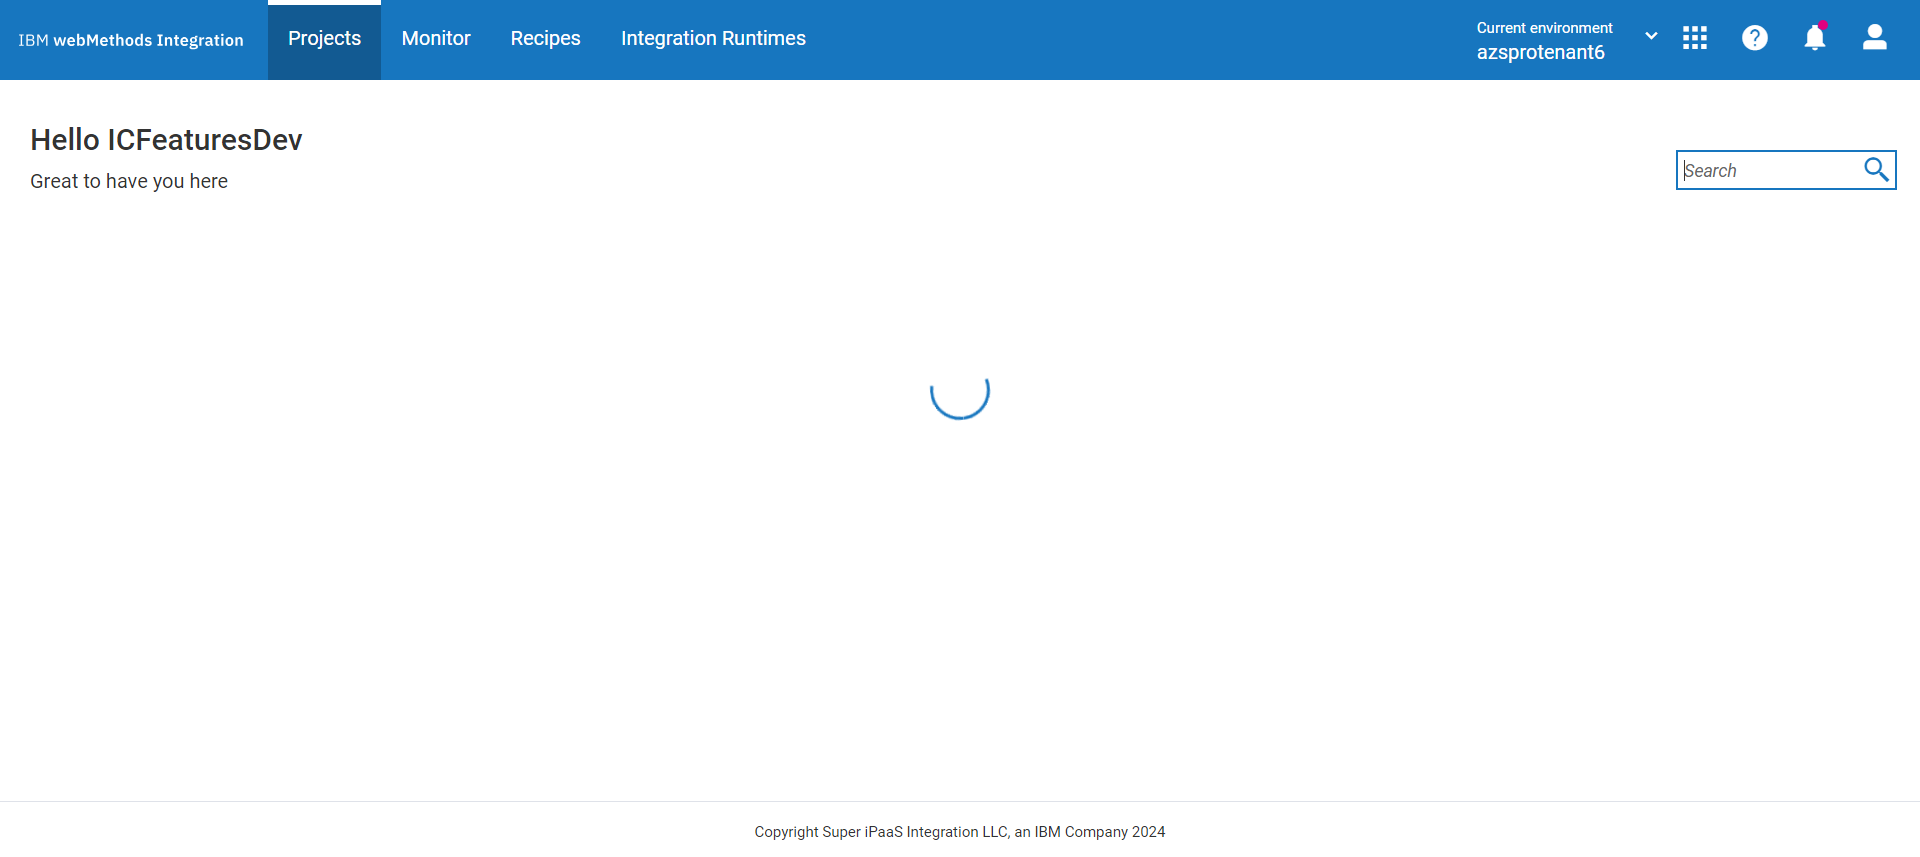 IBM webMethods Integration
Projects
Monitor
Recipes
Integration Runtimes
Current environment
azsprotenant6
Hello ICFeaturesDev
Great to have you here
Search
Copyright Super iPaaS Integration LLC, an IBM Company 2024